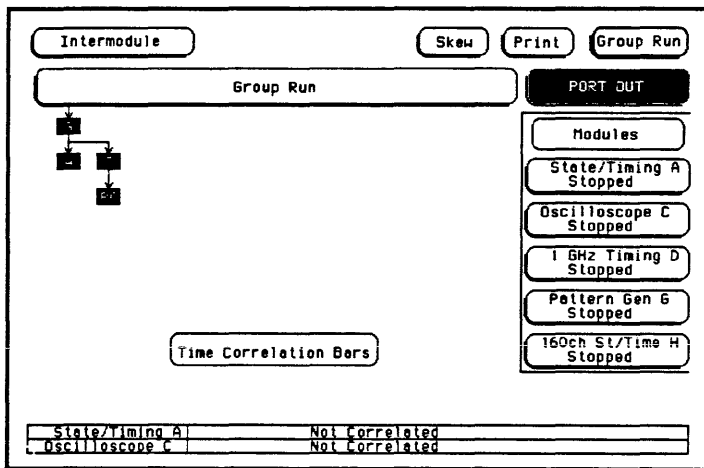 Intermodule
Skew
Print
Group Run
Group Run
PORT OUT
Modules
State/Timing A
Stopped
Oscilloscope C
Stopped
1 GHz Timing D
Stopped
Pattern Gen G
Stopped
160ch St/Time H
Stopped
Time Correlation Bars
State/Timing A Not Correlated
Oscilloscope C Not Correlated